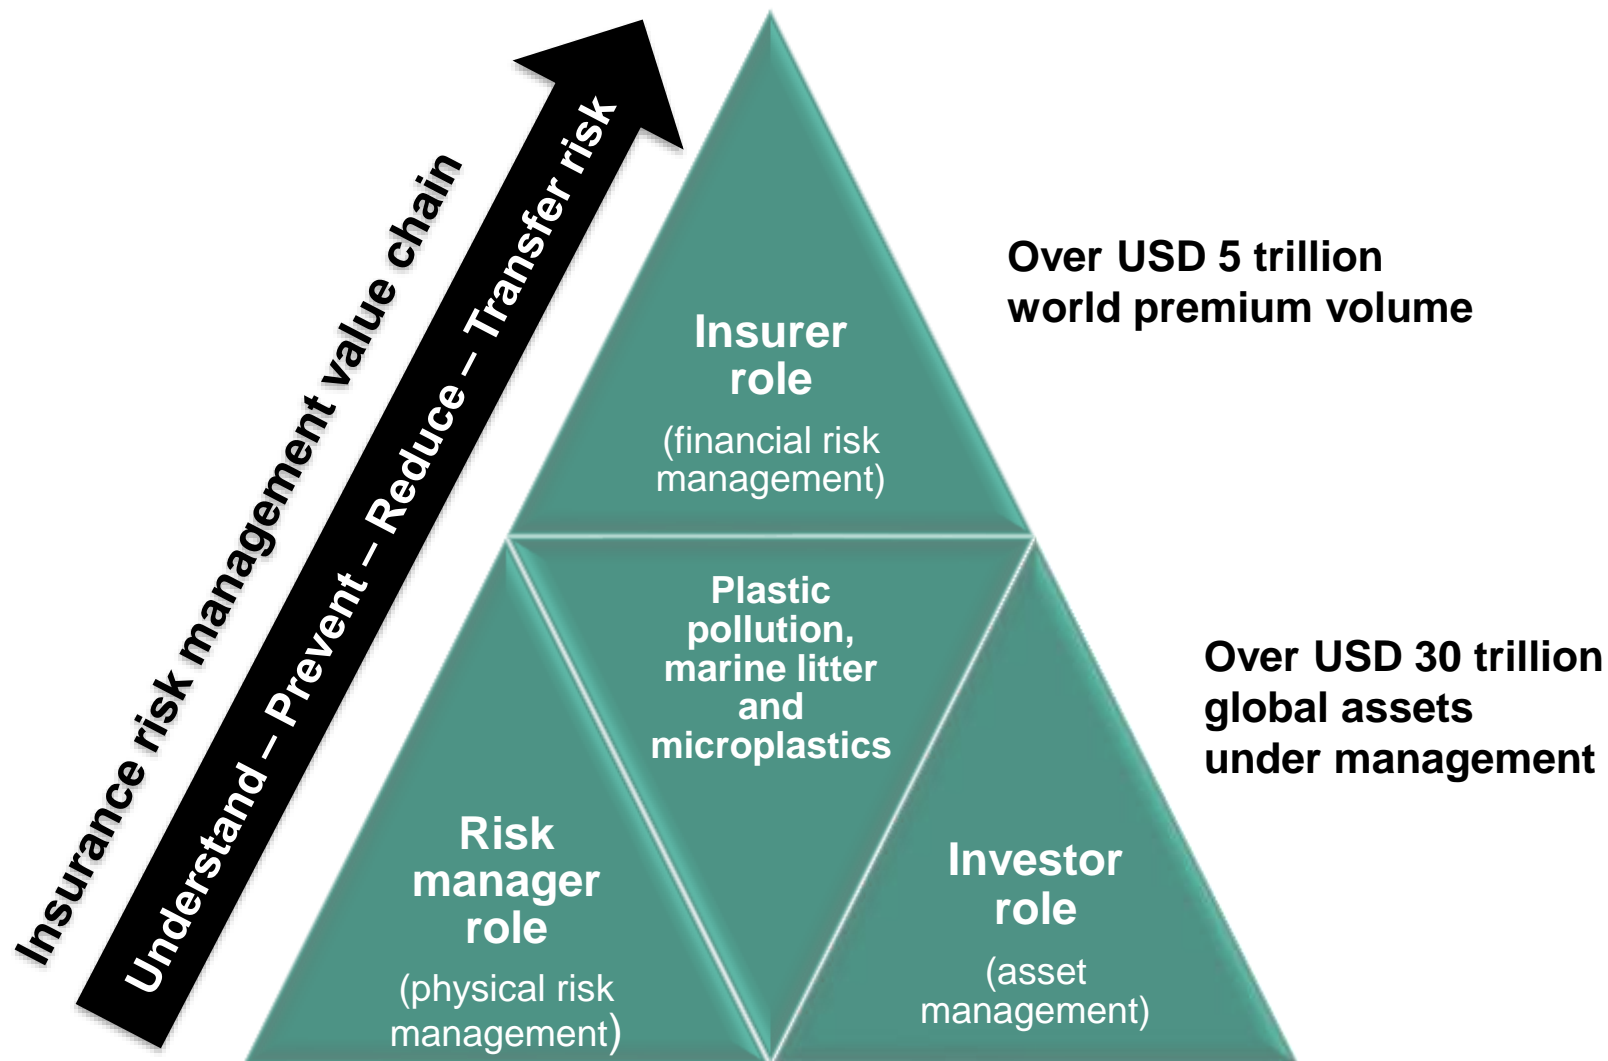 Insurance risk management value chain
Understand – Prevent – Reduce – Transfer risk
Insurer
role
(financial risk
management)
Over USD 5 trillion
world premium volume
Plastic
pollution,
marine litter
and
microplastics
Over USD 30 trillion
global assets
under management
Risk
manager
role
(physical risk
management)
Investor
role
(asset
management)